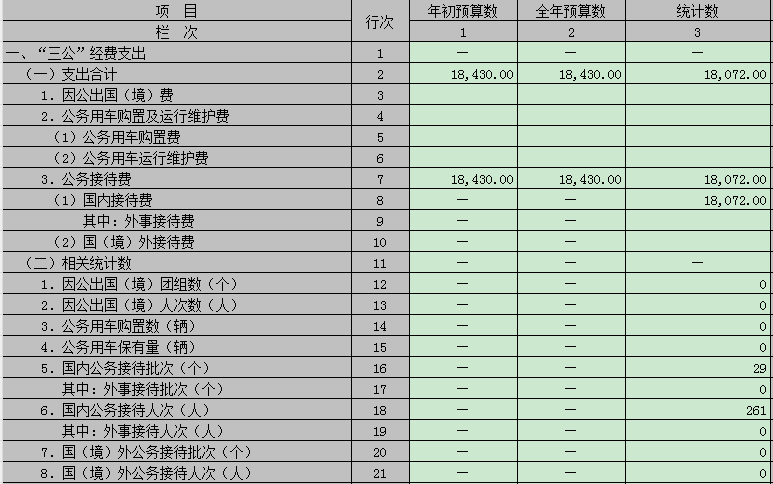 项 目 行次 年初预算数 全年预算数 统计数
栏 次 1 2 3
一、“三公”经费支出 1 — — —
（一）支出合计 2 18,430.00 18,430.00 18,072.00
1．因公出国（境）费 3
2．公务用车购置及运行维护费 4
（1）公务用车购置费 5
（2）公务用车运行维护费 6
3．公务接待费 7 18,430.00 18,430.00 18,072.00
（1）国内接待费 8 — — 18,072.00
其中：外事接待费 9 — —
（2）国（境）外接待费 10 — —
（二）相关统计数 11 — — —
1．因公出国（境）团组数（个） 12 — — 0
2．因公出国（境）人次数（人） 13 — — 0
3．公务用车购置数（辆） 14 — — 0
4．公务用车保有量（辆） 15 — — 0
5．国内公务接待批次（个） 16 — — 29
其中：外事接待批次（个） 17 — — 0
6．国内公务接待人次（人） 18 — — 261
其中：外事接待人次（人） 19 — — 0
7．国（境）外公务接待批次（个） 20 — — 0
8．国（境）外公务接待人次（人） 21 — — 0